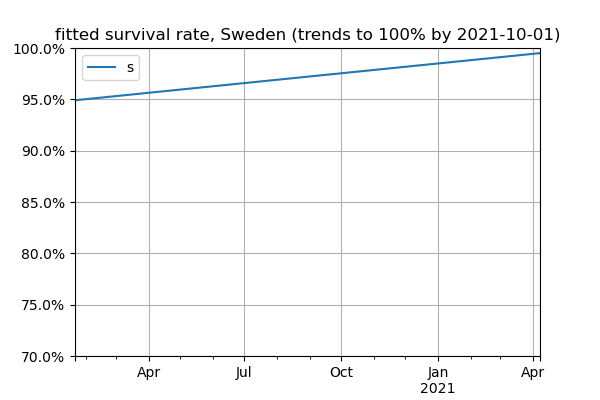 fitted survival rate, Sweden (trends to 100% by 2021-10-01)
100.0%
s
95.0%
90.0%
85.0%
80.0%
75.0%
70.0%
Apr Jul Oct Jan Apr
2021